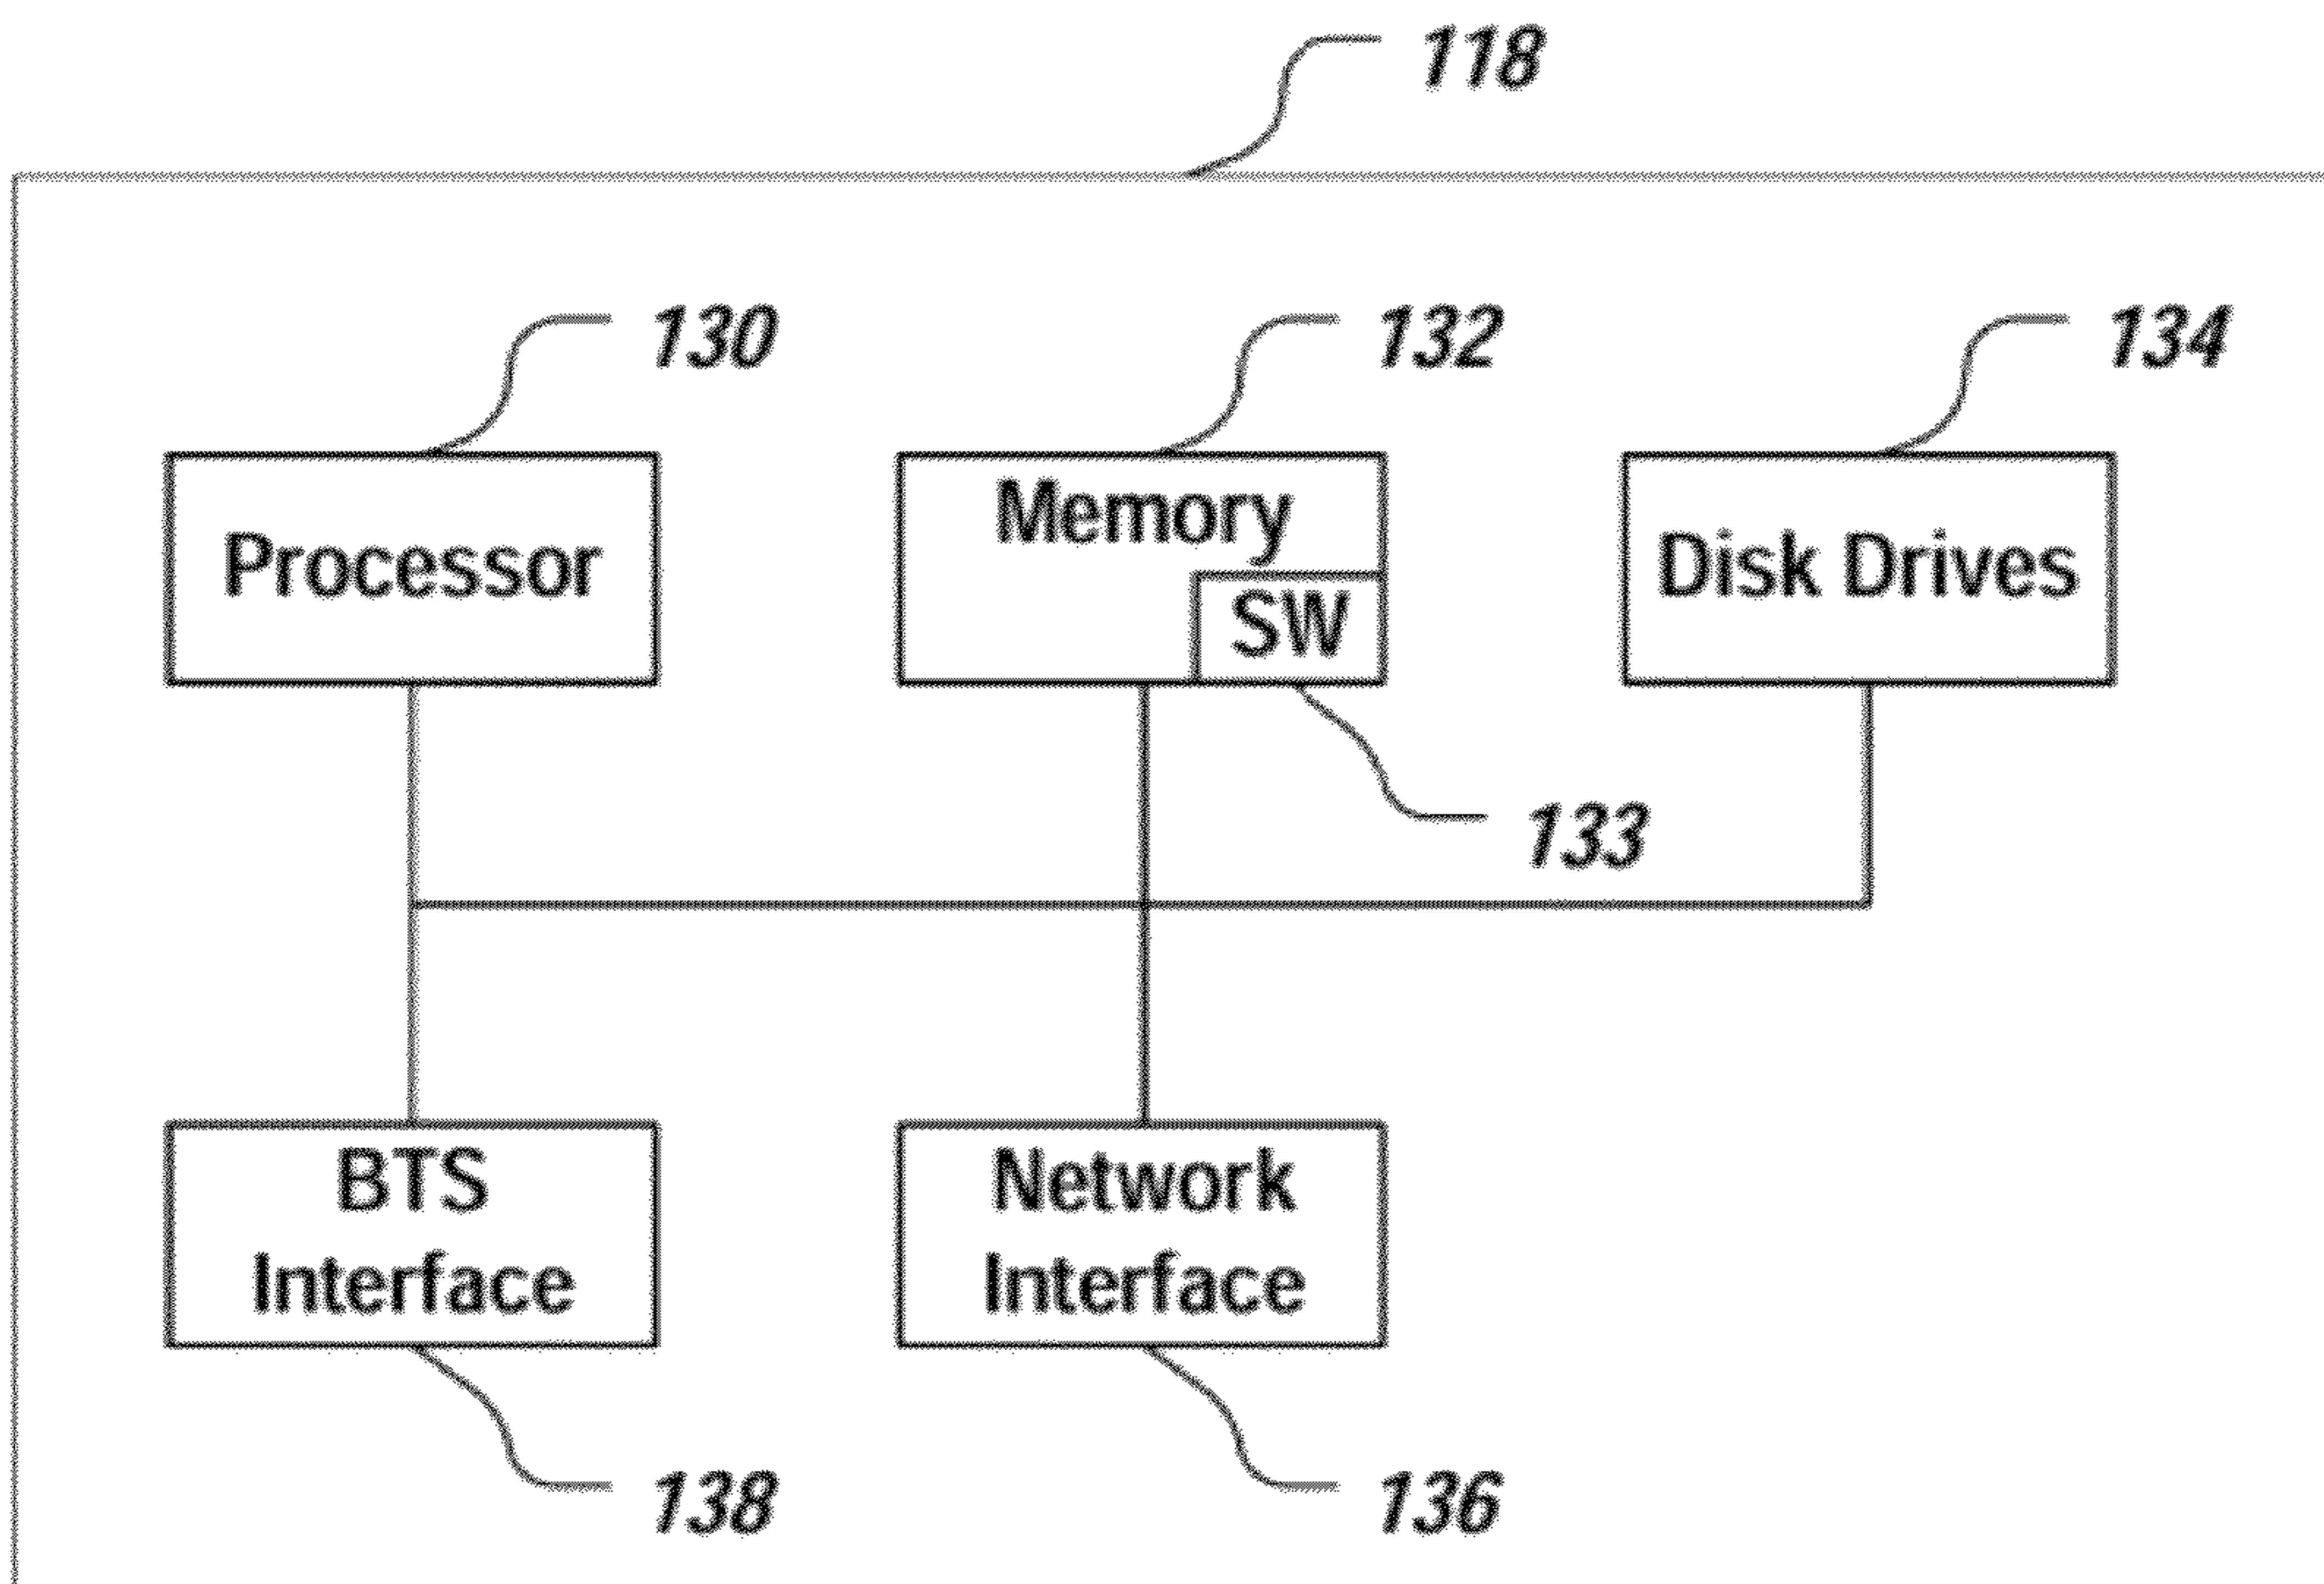 118
130
132
134
Processor
Memory
SW
Disk Drives
133
BTS
Interface
Network
Interface
138
136